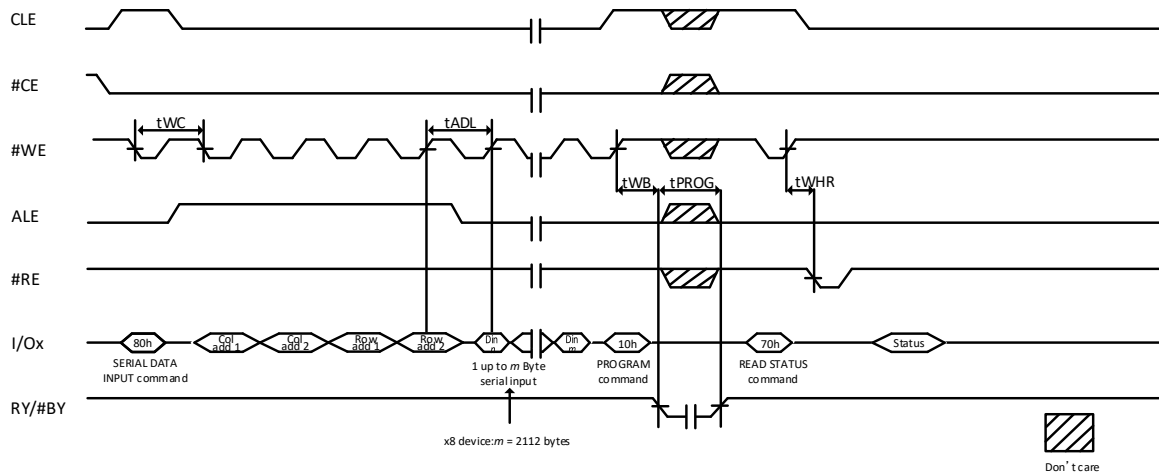 CLE
#CE
tWC
tADL
#WE
tWB
tPROG
tWHR
ALE
#RE
I/Ox
80h
Col add 1
Col add 2
Row add 1
Row add 2
Din n
Din m
10h
70h
Status
SERIAL DATA
INPUT command
1 up to m Byte
serial input
PROGRAM
command
READ STATUS
command
RY/#BY
x8 device:m = 2112 bytes
Don't care